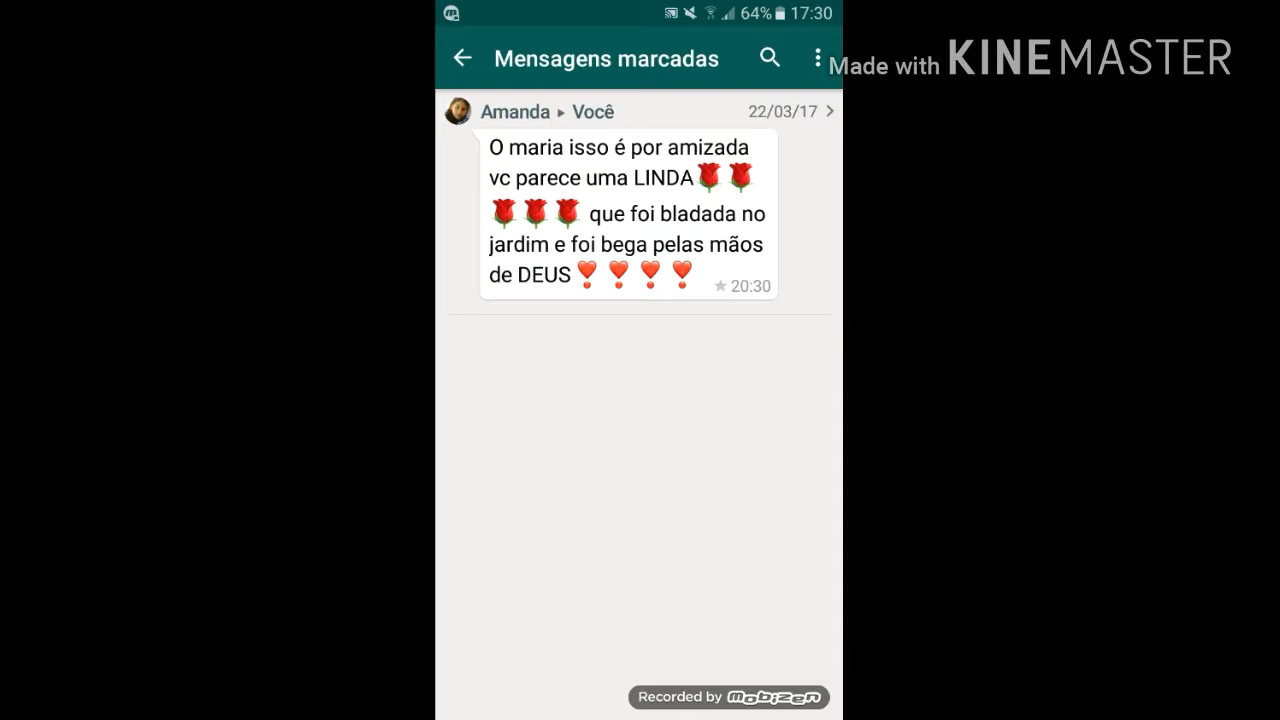 64% 17:30
Mensagens marcadas
Made with KINEMASTER
Amanda ▸ Você 22/03/17
O maria isso é por amizada
vc parece uma LINDA🌹🌹
🌹🌹🌹 que foi bladada no
jardim e foi bega pelas mãos
de DEUS❣❣❣❣
20:30
Recorded by Mobizen